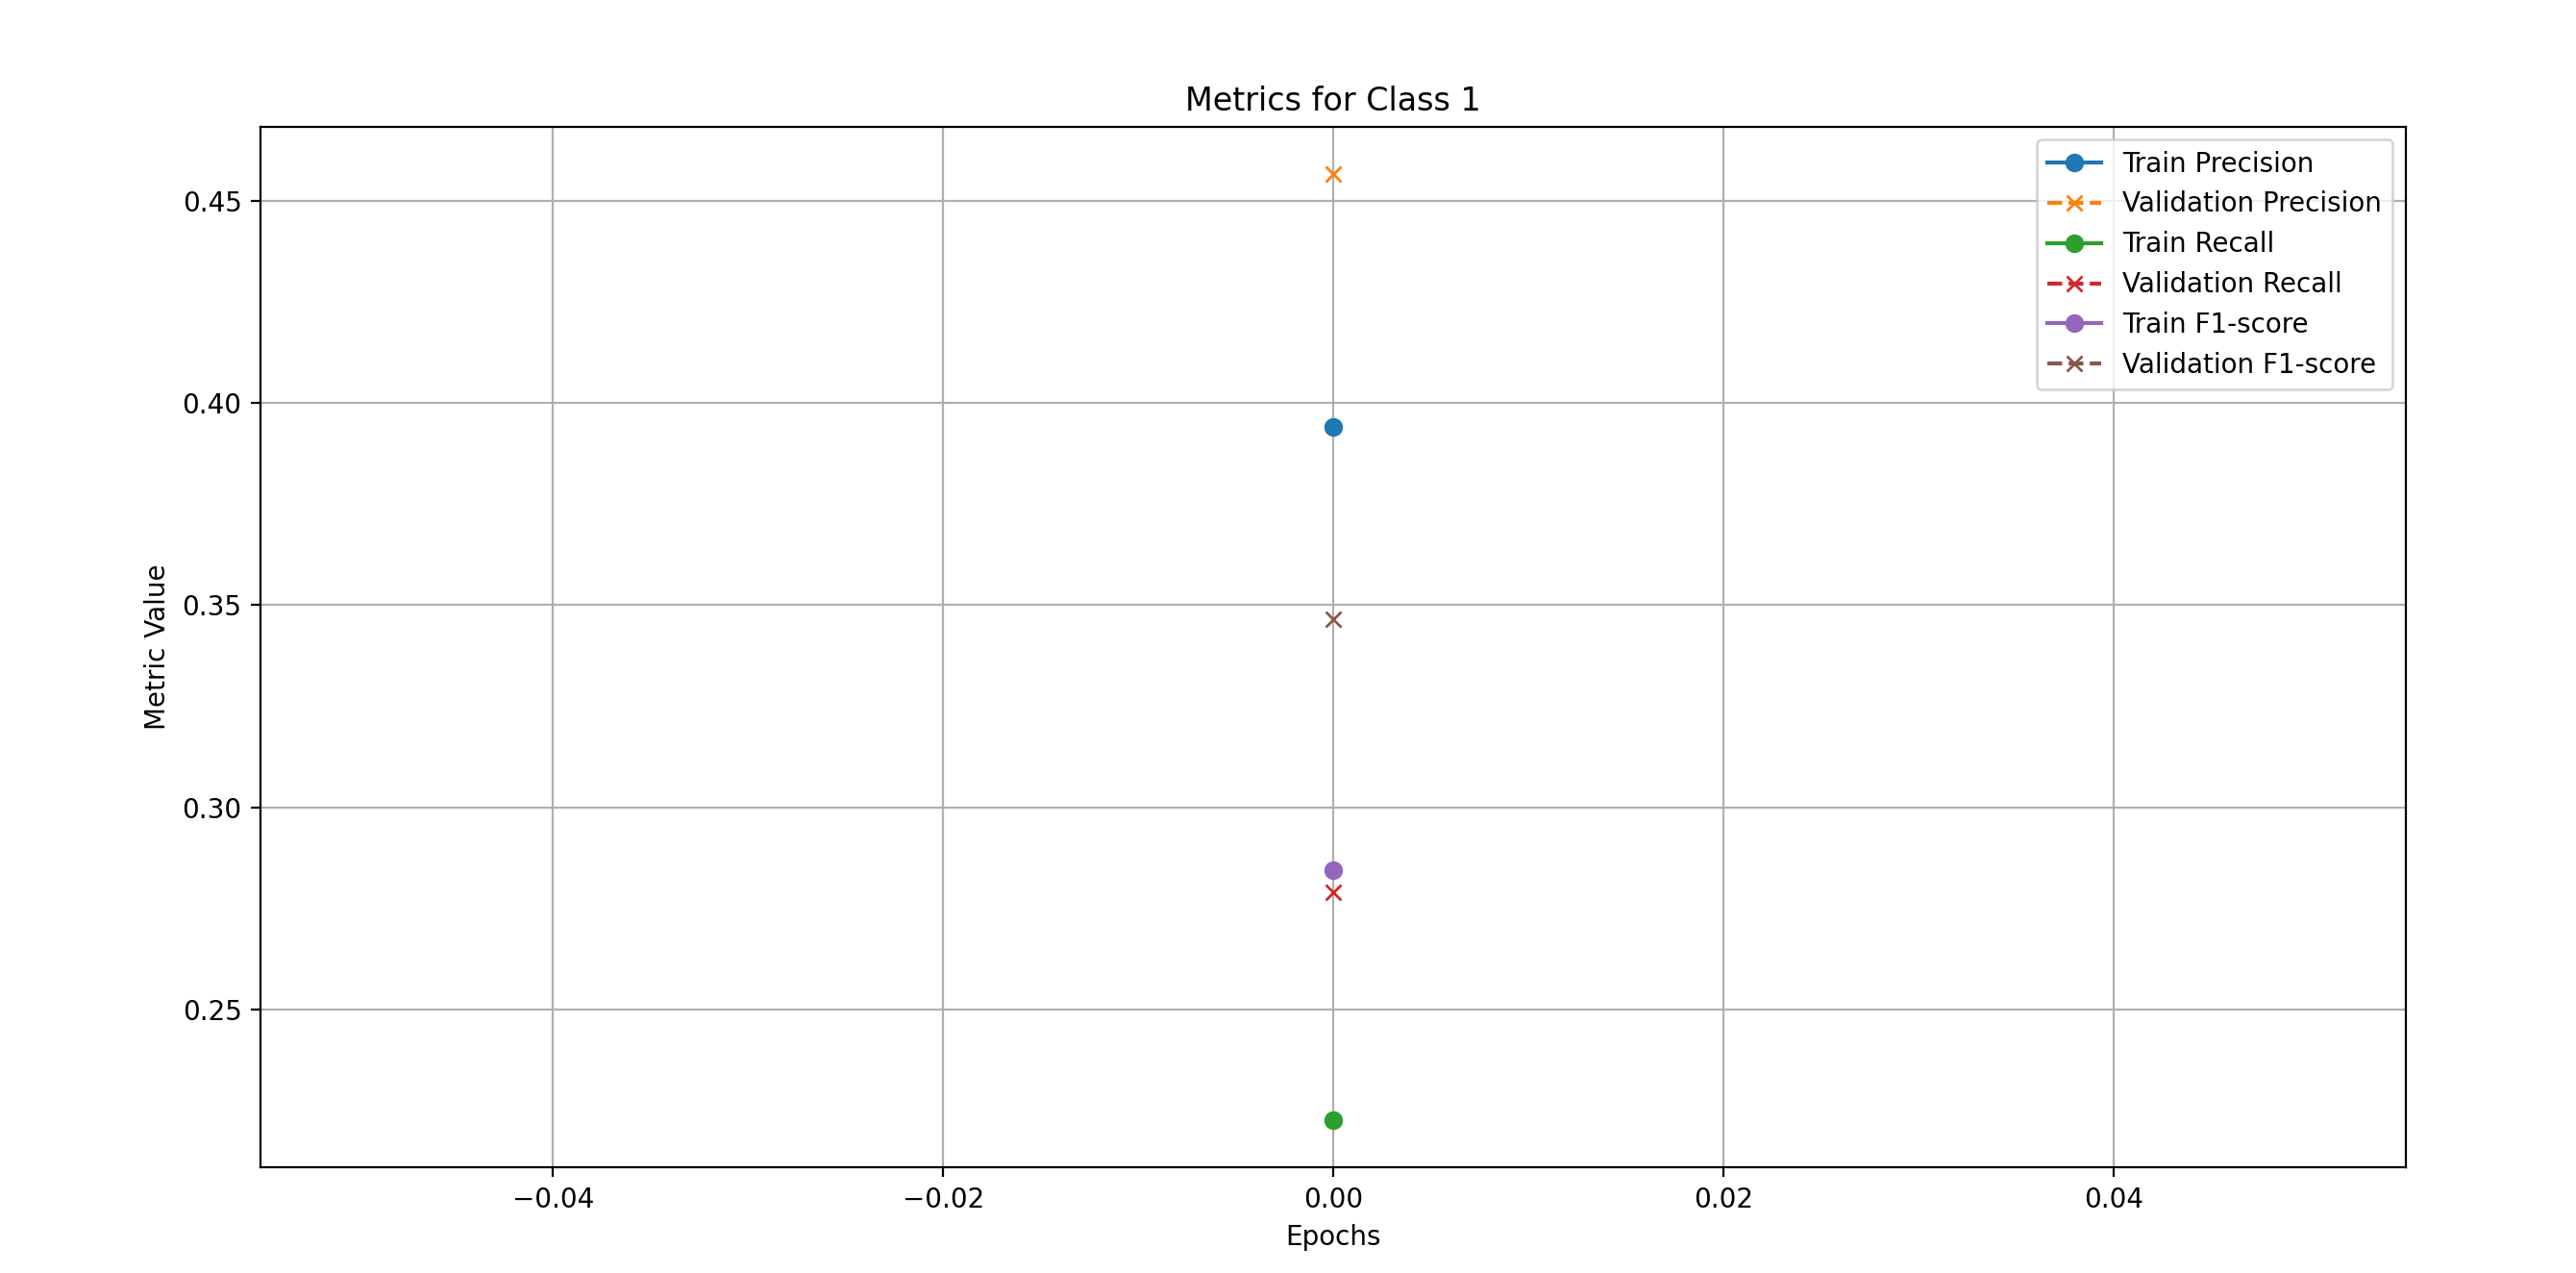 Metrics for Class 1
Train Precision
Validation Precision
Train Recall
Validation Recall
Train F1-score
Validation F1-score
Metric Value
0.45
0.40
0.35
0.30
0.25
−0.04
−0.02
0.00
0.02
0.04
Epochs